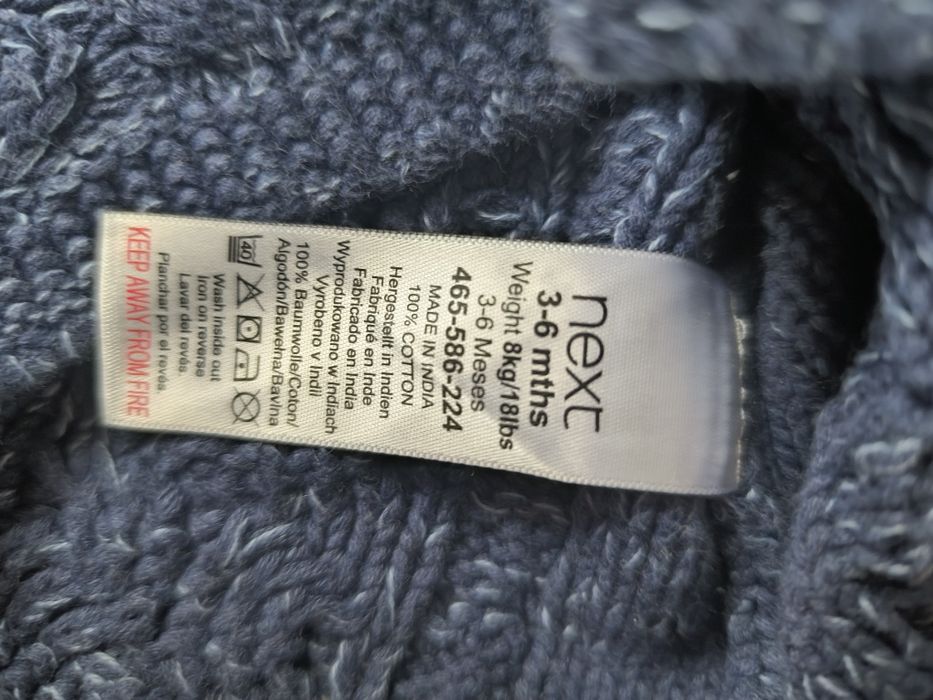 next
3-6 mths
Weight 8kg/18lbs
3-6 Meses
465-586-224
MADE IN INDIA
100% COTTON
Hergestellt in Indien
Fabriqué en Inde
Fabricado en India
Wyprodukowano w Indiach
Vyrobeno v Indii
100% Baumwolle/Coton/
Algodón/Bawełna/Bavlna
40
Wash inside out
Iron on reverse
Lavar del revés
Planchar por el revés.
KEEP AWAY FROM FIRE